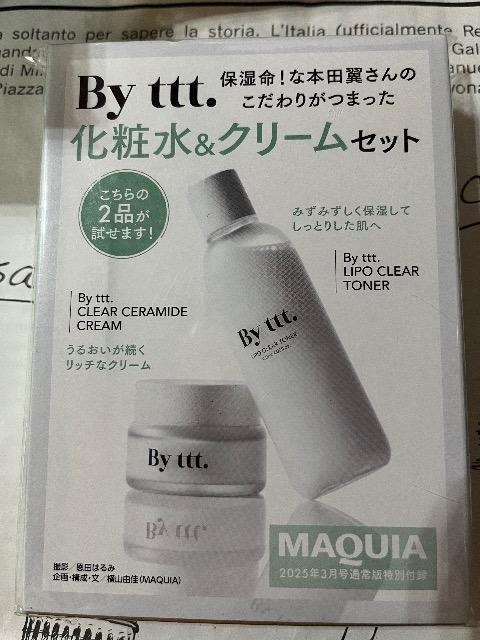 soltanto per sapere la storia. L'Italia (ufficialmente Re
By ttt. 保湿命!な本田翼さんの
こだわりがつまった
化粧水&クリームセット
こちらの
2品が
試せます!
みずみずしく保湿して
しっとりした肌へ
By ttt.
LIPO CLEAR
TONER
By ttt.
CLEAR CERAMIDE
CREAM
うるおいが続く
リッチなクリーム
By ttt.
LIPO CLEAR TONER
By ttt.
MAQUIA
2025年3月号通常版特別付録
撮影/恩田はるみ
企画・構成・文/横山由佳(MAQUIA)